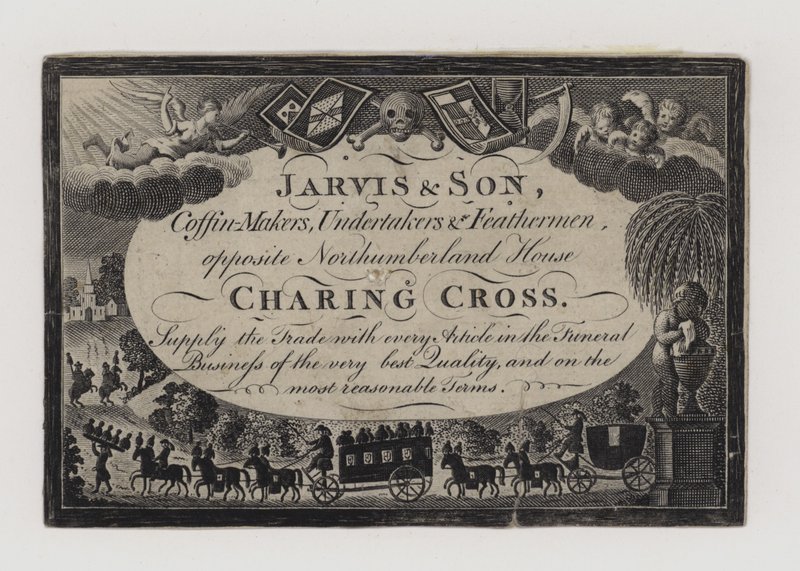 JARVIS & SON,
Coffin-Makers, Undertakers & Feathermen,
opposite Northumberland House
CHARING CROSS.
Supply the Trade with every Article in the Funeral
Businefs of the very best Quality, and on the
most reasonable Terms.